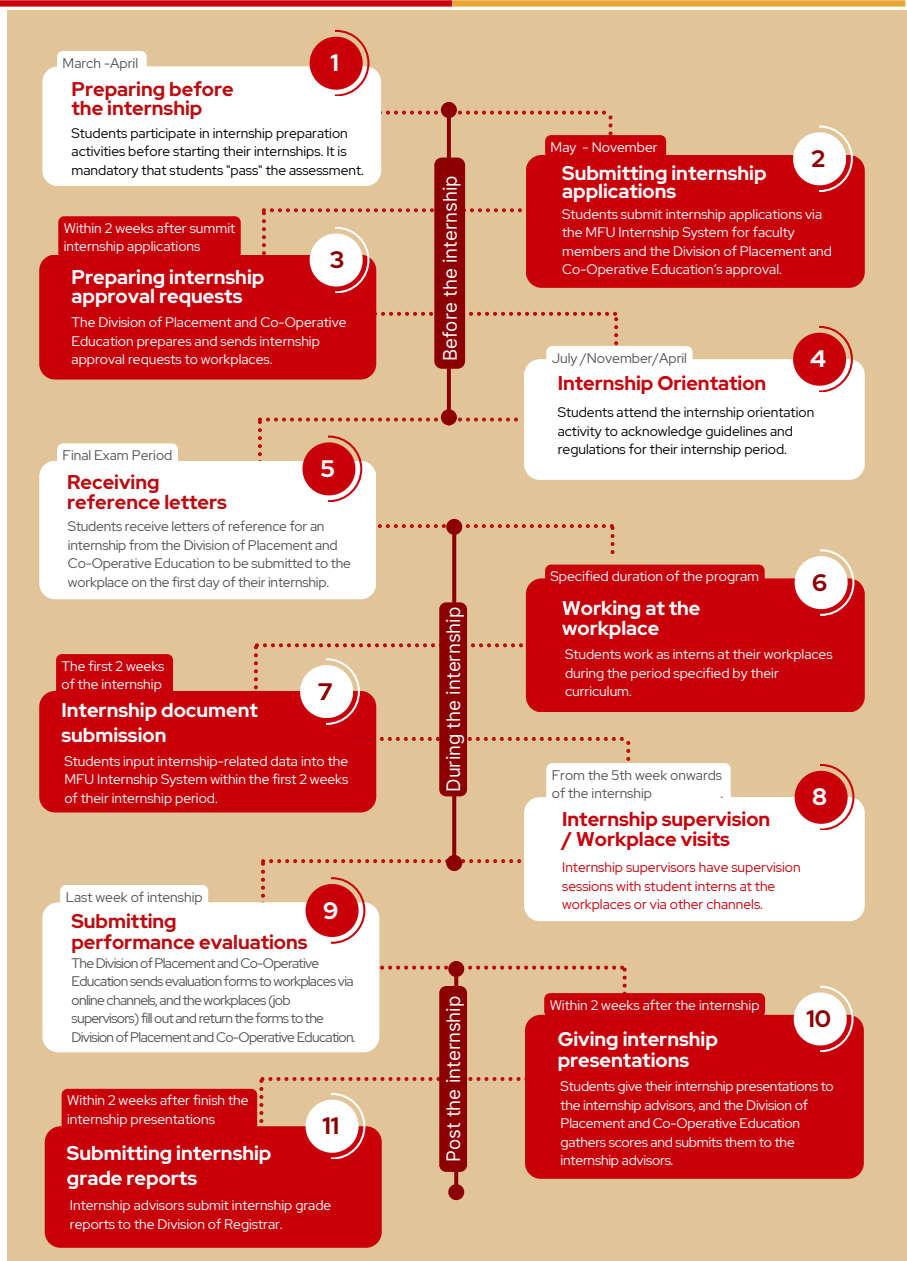 March -April
1
Preparing before
the internship
Students participate in internship preparation
activities before starting their internships. It is
mandatory that students "pass" the assessment.
May - November
2
Submitting internship
applications
Students submit internship applications via
the MFU Internship System for faculty
members and the Division of Placement and
Co-Operative Education's approval.
Before the internship
Within 2 weeks after summit
internship applications
3
Preparing internship
approval requests
The Division of Placement and Co-Operative
Education prepares and sends internship
approval requests to workplaces.
July /November/April
4
Internship Orientation
Students attend the internship orientation
activity to acknowledge guidelines and
regulations for their internship period.
Final Exam Period
5
Receiving
reference letters
Students receive letters of reference for an
internship from the Division of Placement and
Co-Operative Education to be submitted to the
workplace on the first day of their internship.
Specified duration of the program
6
Working at the
workplace
Students work as interns at their workplaces
during the period specified by their
curriculum.
During the internship
The first 2 weeks
of the internship
7
Internship document
submission
Students input internship-related data into the
MFU Internship System within the first 2 weeks
of their internship period.
From the 5th week onwards
of the internship .
8
Internship supervision
/ Workplace visits
Internship supervisors have supervision
sessions with student interns at the
workplaces or via other channels.
Last week of intenship
9
Submitting
performance evaluations
The Division of Placement and Co-Operative
Education sends evaluation forms to workplaces via
online channels, and the workplaces (job
supervisors) fill out and return the forms to the
Division of Placement and Co-Operative Education.
Within 2 weeks after the internship
10
Giving internship
presentations
Students give their internship presentations to
the internship advisors, and the Division of
Placement and Co-Operative Education
gathers scores and submits them to the
internship advisors.
Post the internship
Within 2 weeks after finish the
internship presentations
11
Submitting internship
grade reports
Internship advisors submit internship grade
reports to the Division of Registrar.